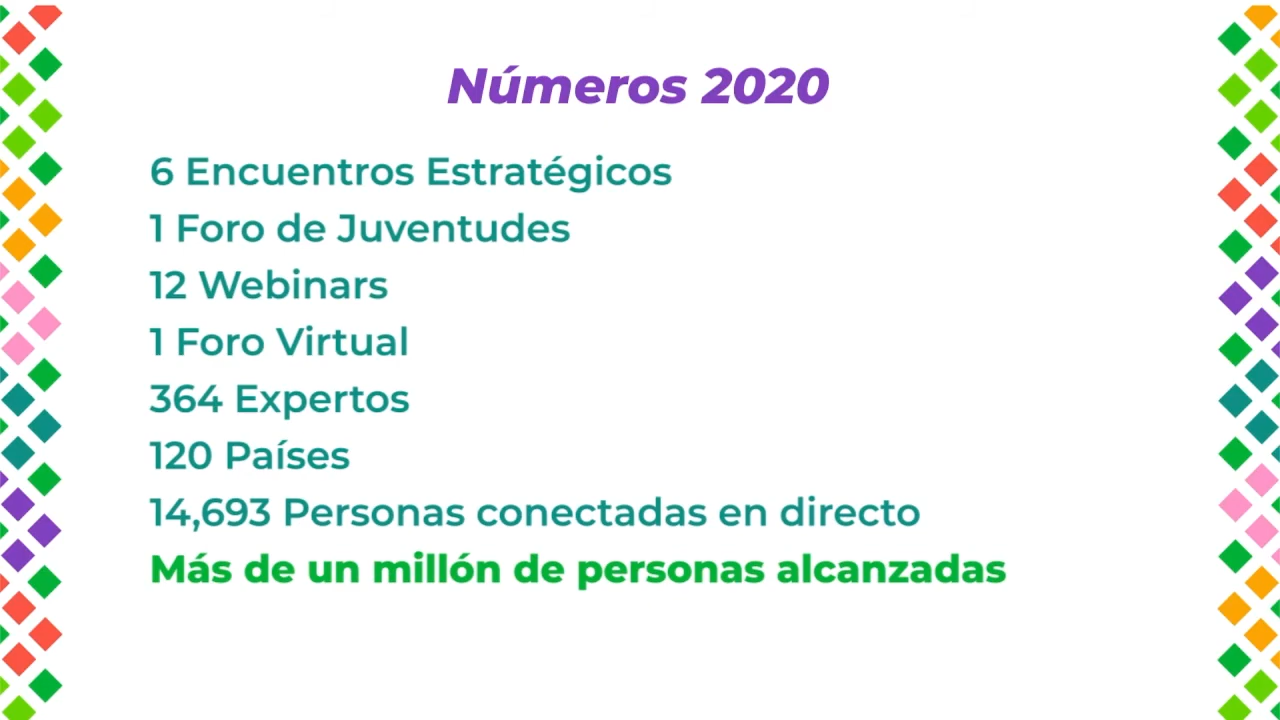 Números 2020
6 Encuentros Estratégicos
1 Foro de Juventudes
12 Webinars
1 Foro Virtual
364 Expertos
120 Países
14,693 Personas conectadas en directo
Más de un millón de personas alcanzadas